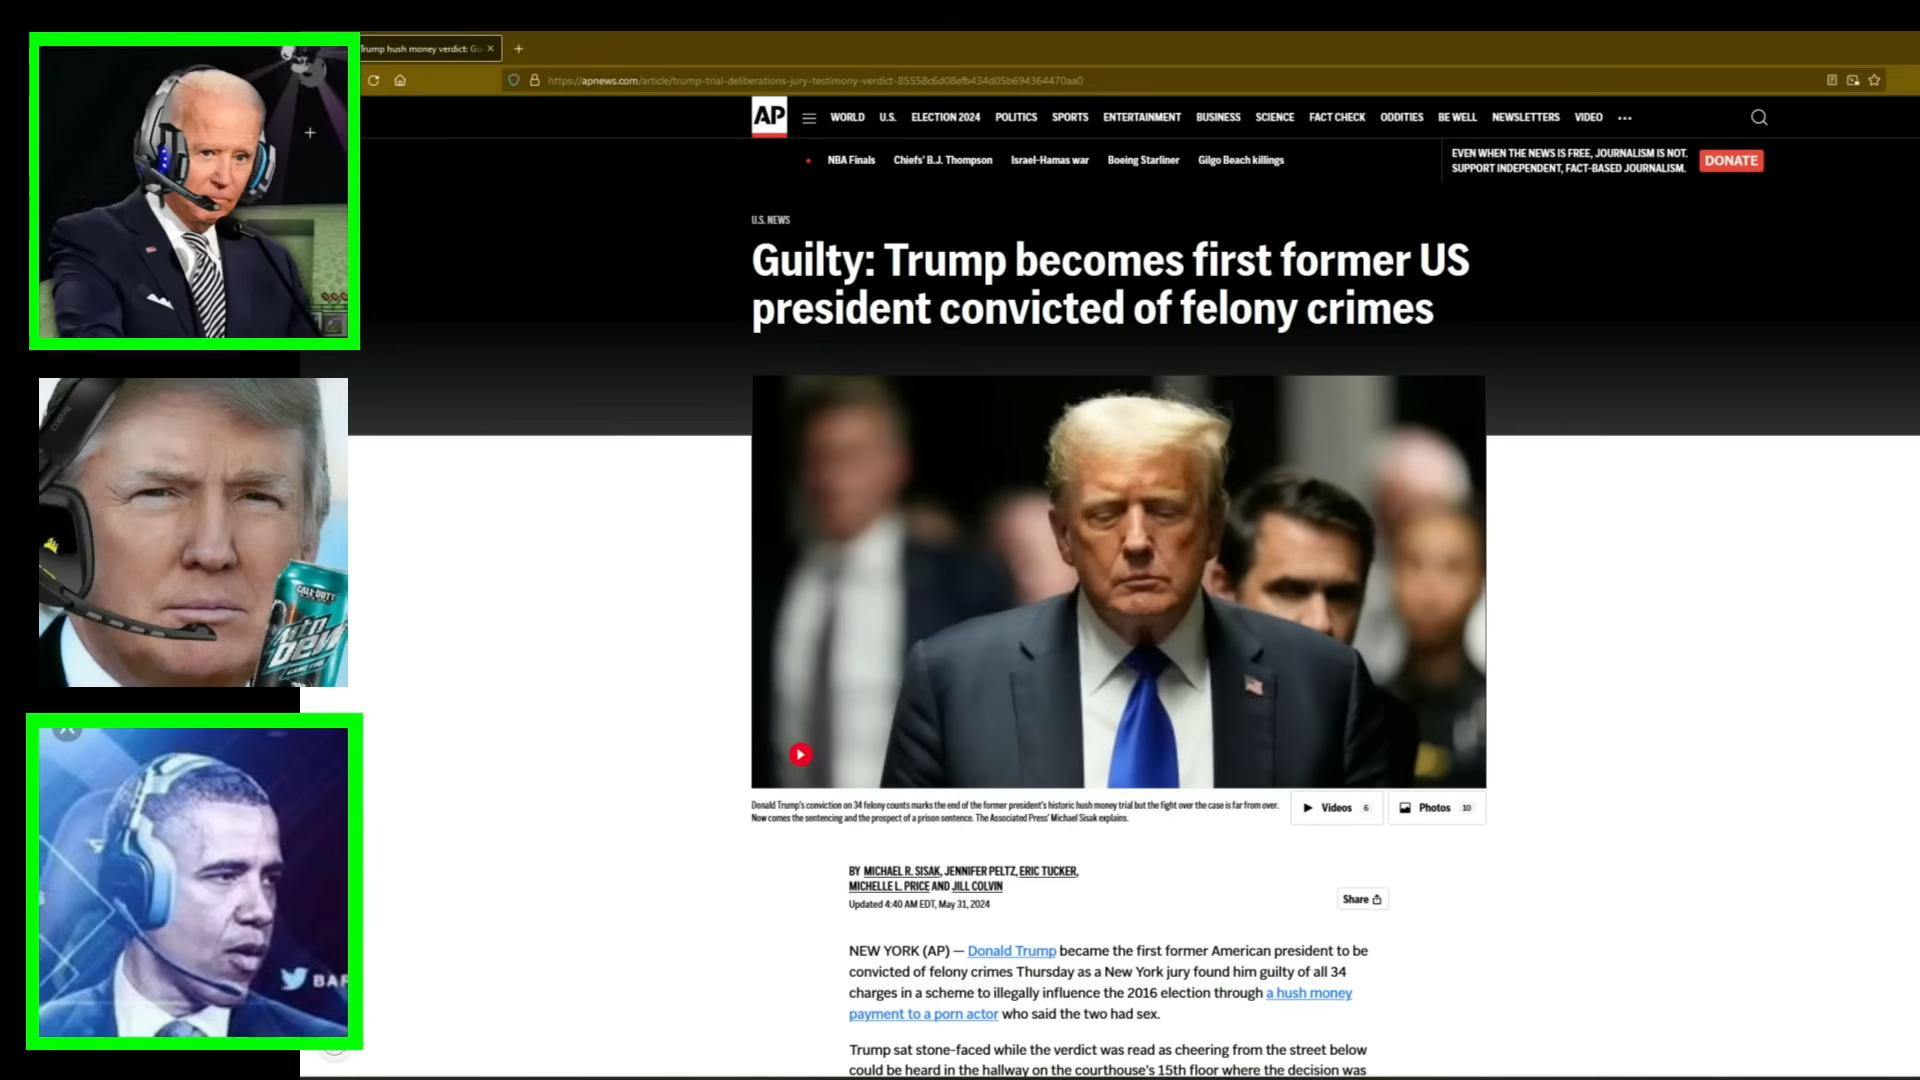 Trump hush money verdict: Gu
https://apnews.com/article/trump-trial-deliberations-jury-testimony-verdict-85558c6d08efb434d05b694364470aa0
AP
WORLD U.S. ELECTION 2024 POLITICS SPORTS ENTERTAINMENT BUSINESS SCIENCE FACT CHECK ODDITIES BE WELL NEWSLETTERS VIDEO
NBA Finals Chiefs' B.J. Thompson Israel-Hamas war Boeing Starliner Gilgo Beach killings
EVEN WHEN THE NEWS IS FREE, JOURNALISM IS NOT.
SUPPORT INDEPENDENT, FACT-BASED JOURNALISM.
DONATE
U.S. NEWS
Guilty: Trump becomes first former US
president convicted of felony crimes
CALL OF DUTY
mtn
DEW
GAME FUEL
Donald Trump's conviction on 34 felony counts marks the end of the former president's historic hush money trial but the fight over the case is far from over.
Now comes the sentencing and the prospect of a prison sentence. The Associated Press' Michael Sisak explains.
Videos 6
Photos 10
BY MICHAEL R. SISAK, JENNIFER PELTZ, ERIC TUCKER,
MICHELLE L. PRICE AND JILL COLVIN
Updated 4:40 AM EDT, May 31, 2024
Share
NEW YORK (AP) — Donald Trump became the first former American president to be
convicted of felony crimes Thursday as a New York jury found him guilty of all 34
charges in a scheme to illegally influence the 2016 election through a hush money
payment to a porn actor who said the two had sex.
Trump sat stone-faced while the verdict was read as cheering from the street below
could be heard in the hallway on the courthouse's 15th floor where the decision was